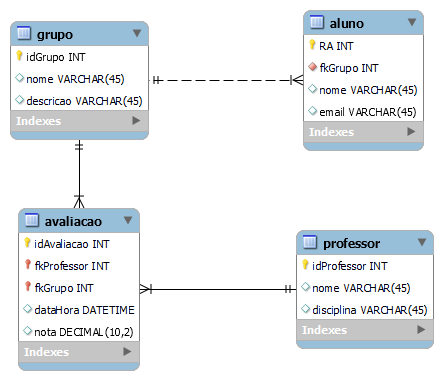 grupo
idGrupo INT
nome VARCHAR(45)
descricao VARCHAR(45)
Indexes
aluno
RA INT
fkGrupo INT
nome VARCHAR(45)
email VARCHAR(45)
Indexes
avaliacao
idAvaliacao INT
fkProfessor INT
fkGrupo INT
dataHora DATETIME
nota DECIMAL(10,2)
Indexes
professor
idProfessor INT
nome VARCHAR(45)
disciplina VARCHAR(45)
Indexes